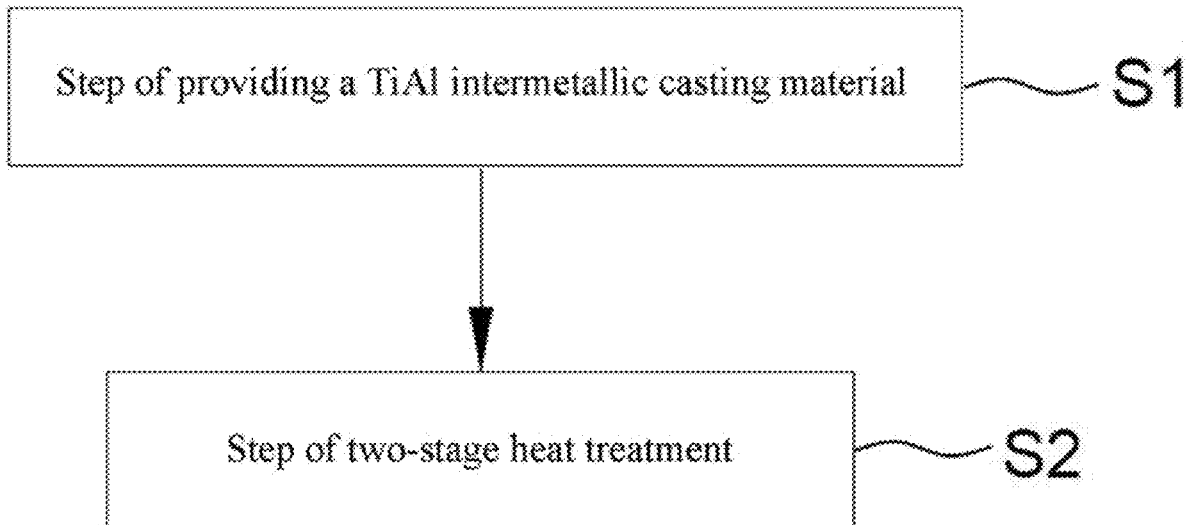 Step of providing a TiAl intermetallic casting material
S1
Step of two-stage heat treatment
S2